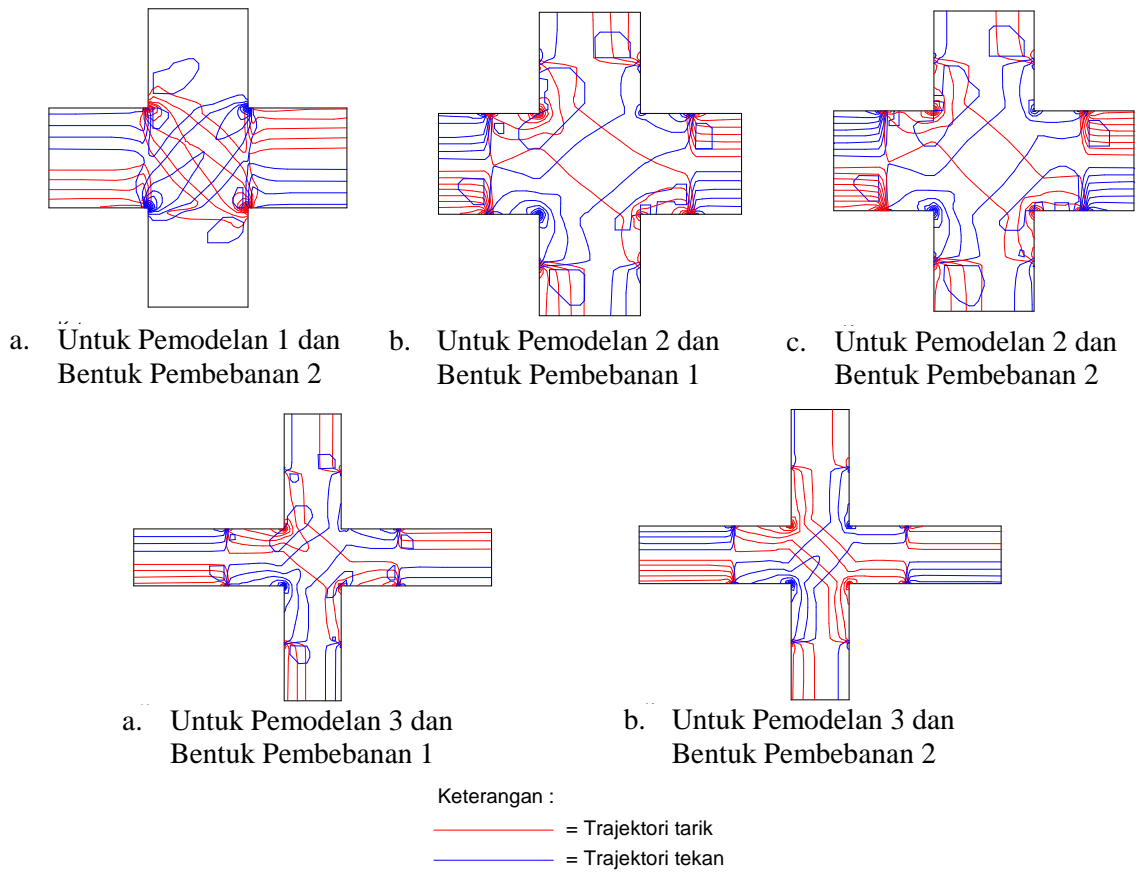 a. Untuk Pemodelan 1 dan
Bentuk Pembebanan 2
b. Untuk Pemodelan 2 dan
Bentuk Pembebanan 1
c. Untuk Pemodelan 2 dan
Bentuk Pembebanan 2
a. Untuk Pemodelan 3 dan
Bentuk Pembebanan 1
b. Untuk Pemodelan 3 dan
Bentuk Pembebanan 2
Keterangan :
= Trajektori tarik
= Trajektori tekan